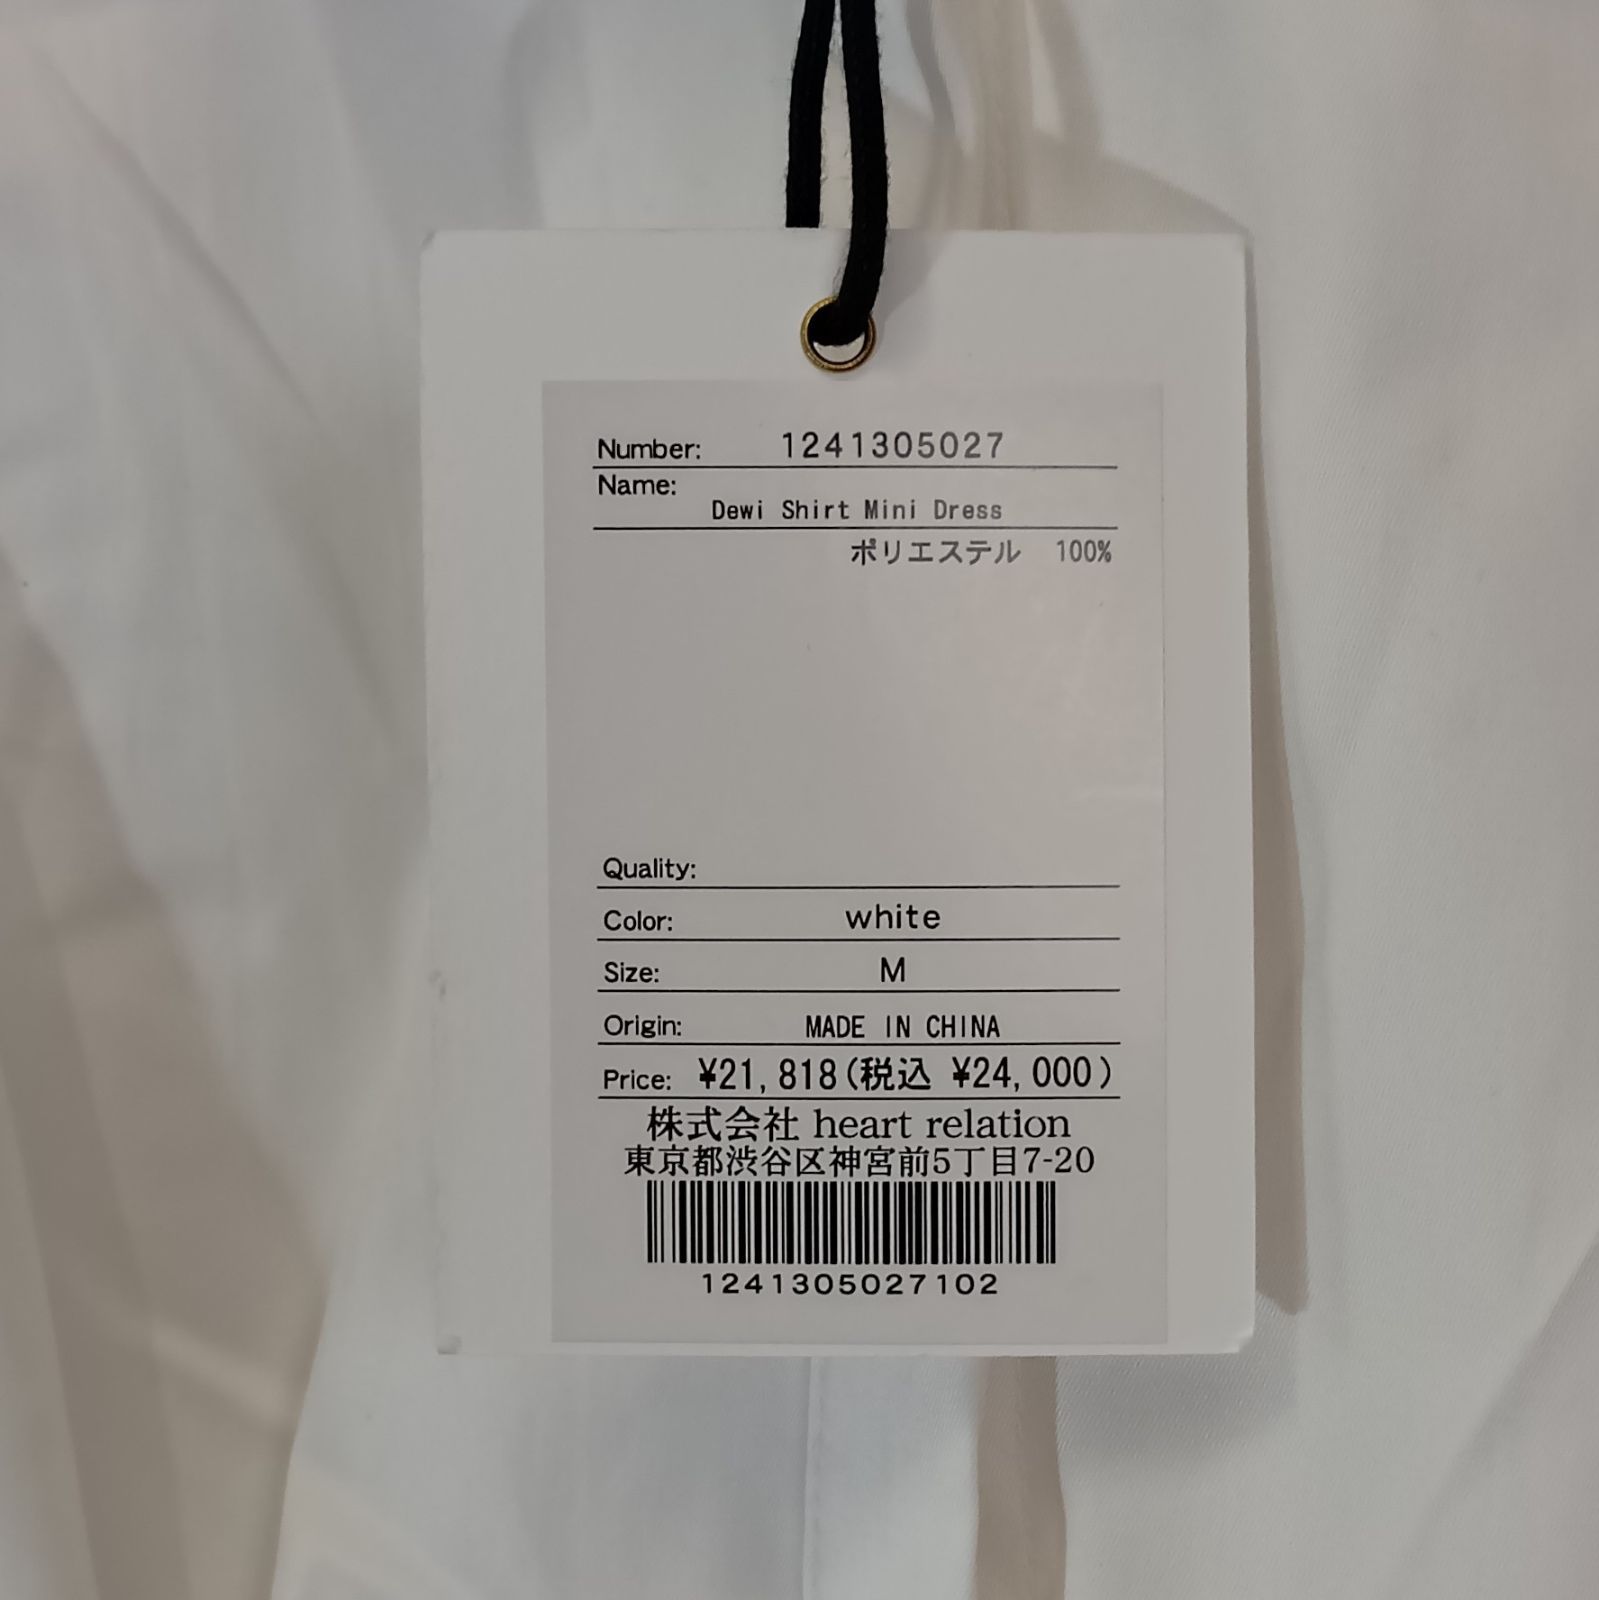 Number: 1241305027
Name:
Dewi Shirt Mini Dress
ポリエステル 100%
Quality:
Color: white
Size: M
Origin: MADE IN CHINA
Price: ¥21,818(税込 ¥24,000)
株式会社 heart relation
東京都渋谷区神宮前5丁目7-20
1241305027102